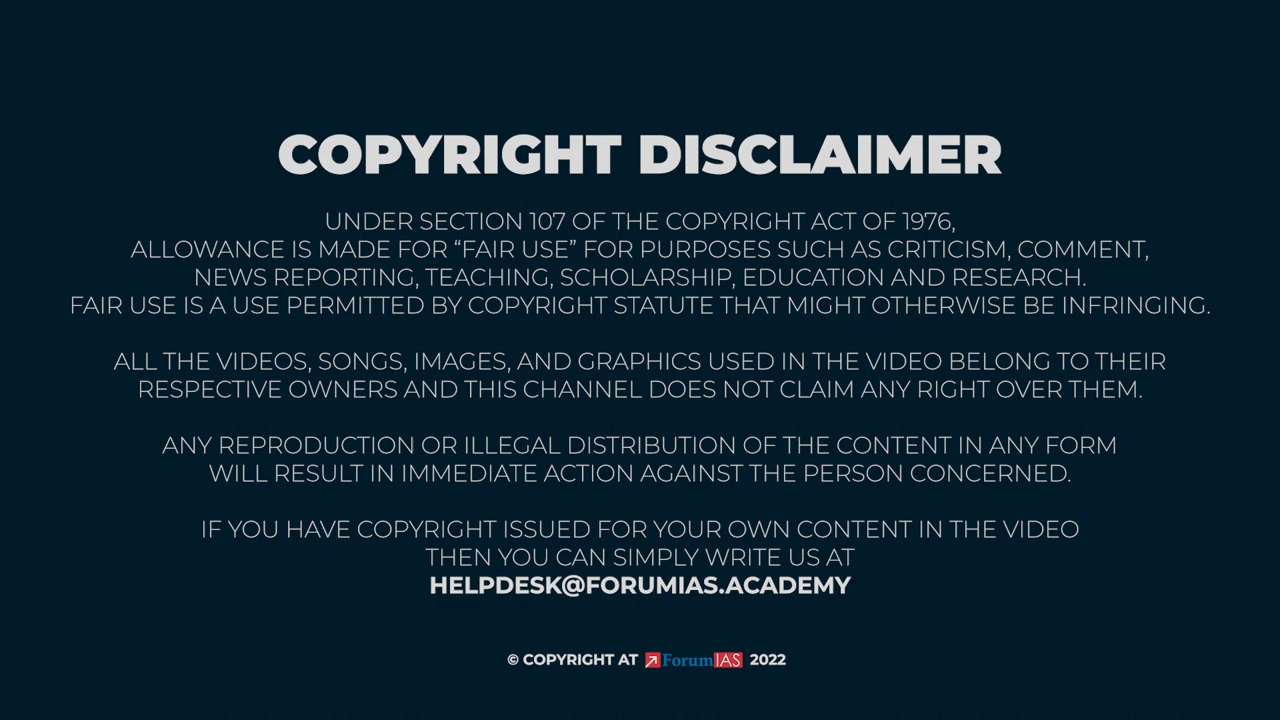 COPYRIGHT DISCLAIMER
UNDER SECTION 107 OF THE COPYRIGHT ACT OF 1976,
ALLOWANCE IS MADE FOR “FAIR USE” FOR PURPOSES SUCH AS CRITICISM, COMMENT,
NEWS REPORTING, TEACHING, SCHOLARSHIP, EDUCATION AND RESEARCH.
FAIR USE IS A USE PERMITTED BY COPYRIGHT STATUTE THAT MIGHT OTHERWISE BE INFRINGING.
ALL THE VIDEOS, SONGS, IMAGES, AND GRAPHICS USED IN THE VIDEO BELONG TO THEIR
RESPECTIVE OWNERS AND THIS CHANNEL DOES NOT CLAIM ANY RIGHT OVER THEM.
ANY REPRODUCTION OR ILLEGAL DISTRIBUTION OF THE CONTENT IN ANY FORM
WILL RESULT IN IMMEDIATE ACTION AGAINST THE PERSON CONCERNED.
IF YOU HAVE COPYRIGHT ISSUED FOR YOUR OWN CONTENT IN THE VIDEO
THEN YOU CAN SIMPLY WRITE US AT
HELPDESK@FORUMIAS.ACADEMY
© COPYRIGHT AT ForumIAS 2022